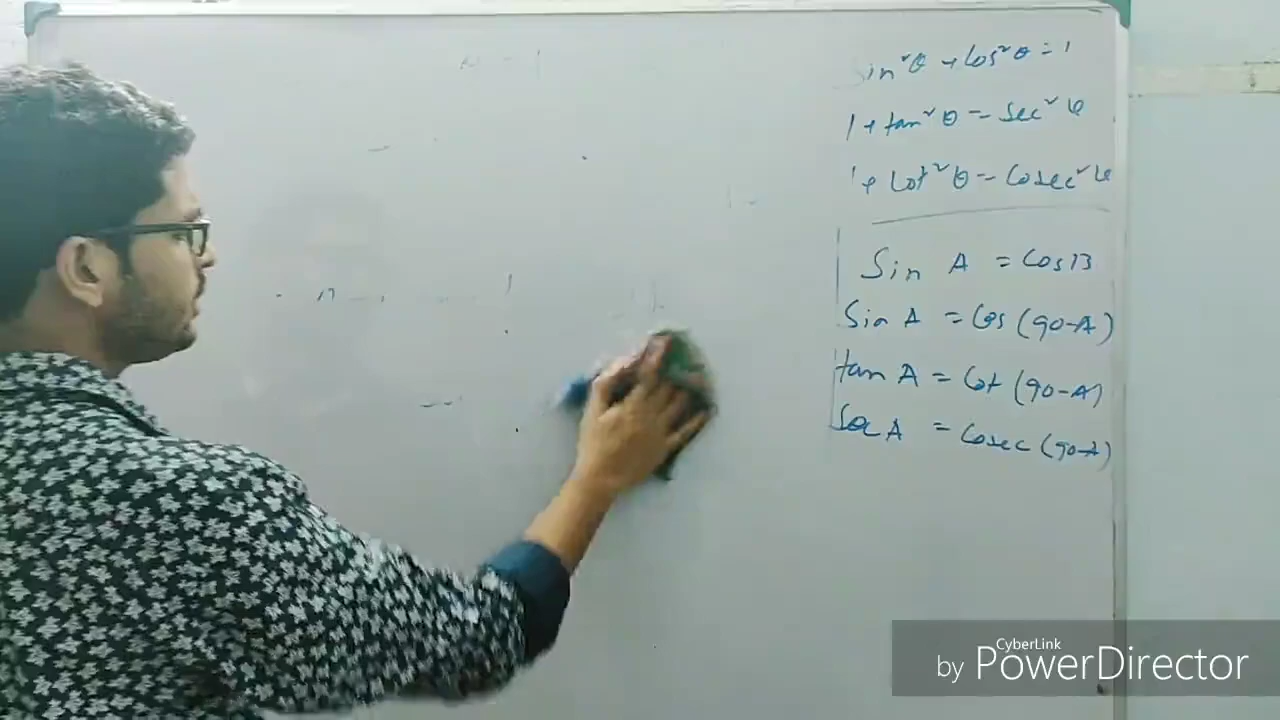 Sin²θ + Cos²θ = 1
1 + tan²θ = Sec²θ
1 + Cot²θ = Cosec²θ
Sin A = Cos B
Sin A = Cos (90-A)
tan A = Cot (90-A)
Sec A = Cosec (90-A)
CyberLink
by PowerDirector